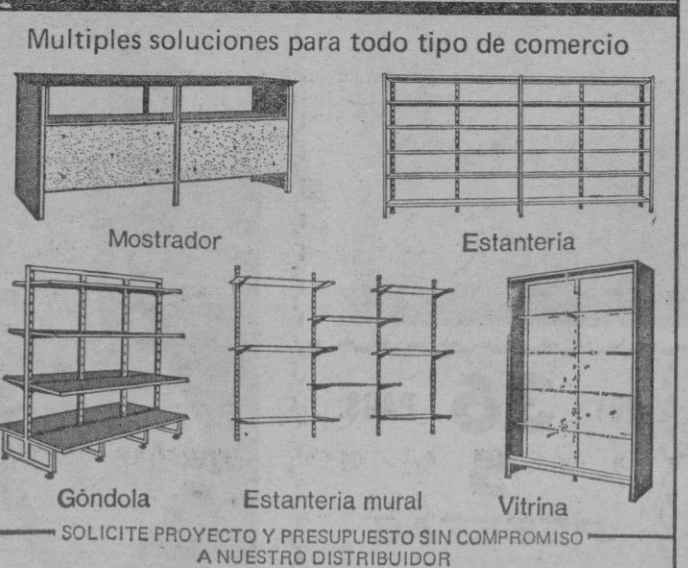 Multiples soluciones para todo tipo de comercio
Mostrador
Estanteria
Góndola
Estanteria mural
Vitrina
SOLICITE PROYECTO Y PRESUPUESTO SIN COMPROMISO
A NUESTRO DISTRIBUIDOR